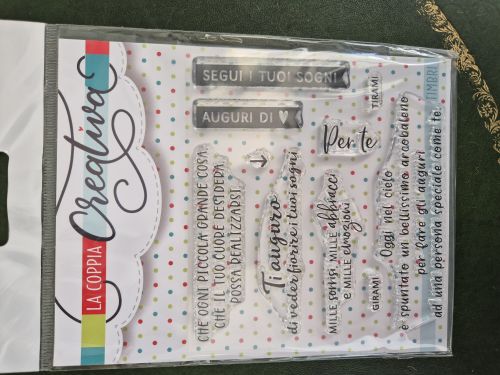 LA COPPIA
Creativa
SEGUI I TUOI SOGNI
AUGURI DI
TIRAMI
TIMBRI
Per te
CHE OGNI PICCOLA GRANDE COSA
CHE IL TUO CUORE DESIDERA
POSSA REALIZZARSI
Ti auguro
di veder fiorire i tuoi sogni
MILLE sorrisi, MILLE abbracci
E MILLE emozioni
GIRAMI
Oggi nel cielo
è spuntato un bellissimo arcobaleno
per fare gli auguri
ad una persona speciale come te!